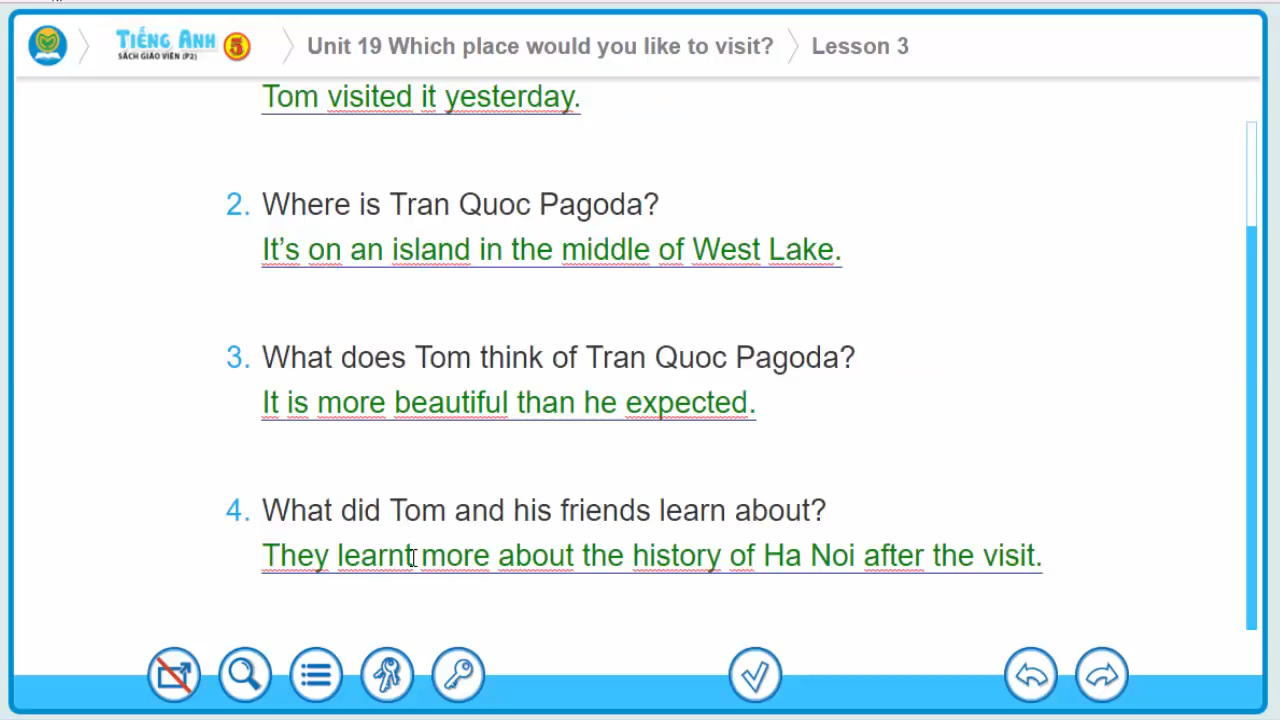 TIẾNG ANH 5
SÁCH GIÁO VIÊN (P2)
Unit 19 Which place would you like to visit?
Lesson 3
Tom visited it yesterday.
2. Where is Tran Quoc Pagoda?
It's on an island in the middle of West Lake.
3. What does Tom think of Tran Quoc Pagoda?
It is more beautiful than he expected.
4. What did Tom and his friends learn about?
They learnt more about the history of Ha Noi after the visit.